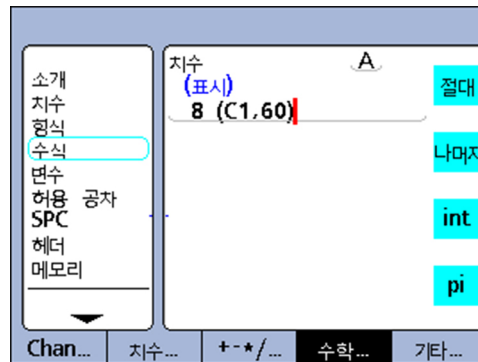 소개
치수
형식
수식
변수
허용 공차
SPC
헤더
메모리
치수
A
(표시)
8 (C1,60)
절대
나머지
int
pi
Chan...
치수...
+-*/...
수학...
기타...